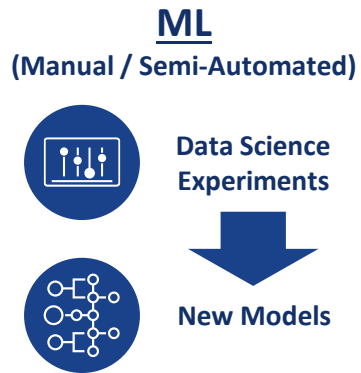 ML
(Manual / Semi-Automated)
Data Science
Experiments
New Models